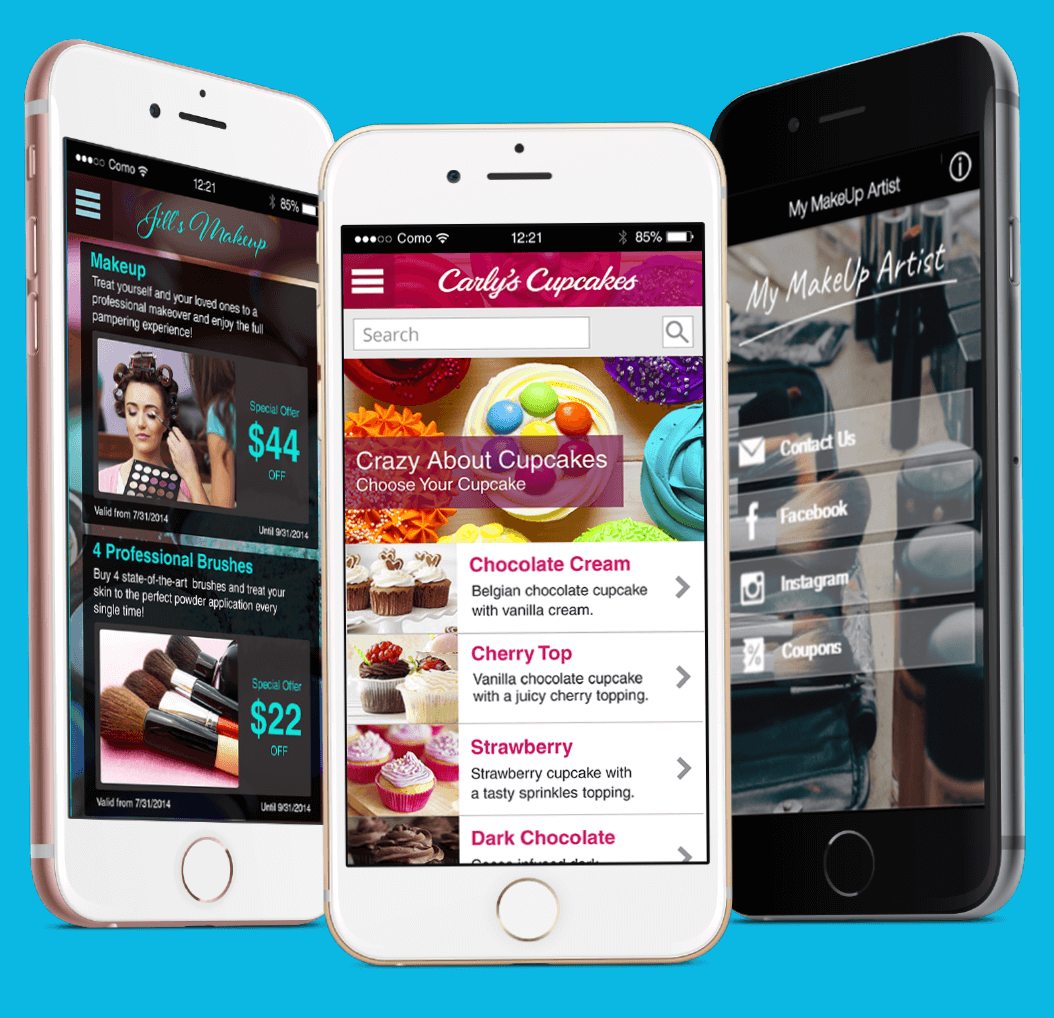 Como
12:21
85%
Jill's Makeup
Makeup
Treat yourself and your loved ones to a
professional makeover and enjoy the full
pampering experience!
Special Offer
$44
OFF
Valid from 7/31/2014
Until 9/31/2014
4 Professional Brushes
Buy 4 state-of-the-art brushes and treat your
skin to the perfect powder application every
single time!
Special Offer
$22
OFF
Valid from 7/31/2014
Until 9/31/2014
Como
12:21
85%
Carly's Cupcakes
Search
Crazy About Cupcakes
Choose Your Cupcake
Chocolate Cream
Belgian chocolate cupcake
with vanilla cream.
Cherry Top
Vanilla chocolate cupcake
with a juicy cherry topping.
Strawberry
Strawberry cupcake with
a tasty sprinkles topping.
Dark Chocolate
My MakeUp Artist
My MakeUp Artist
Contact Us
Facebook
Instagram
Coupons